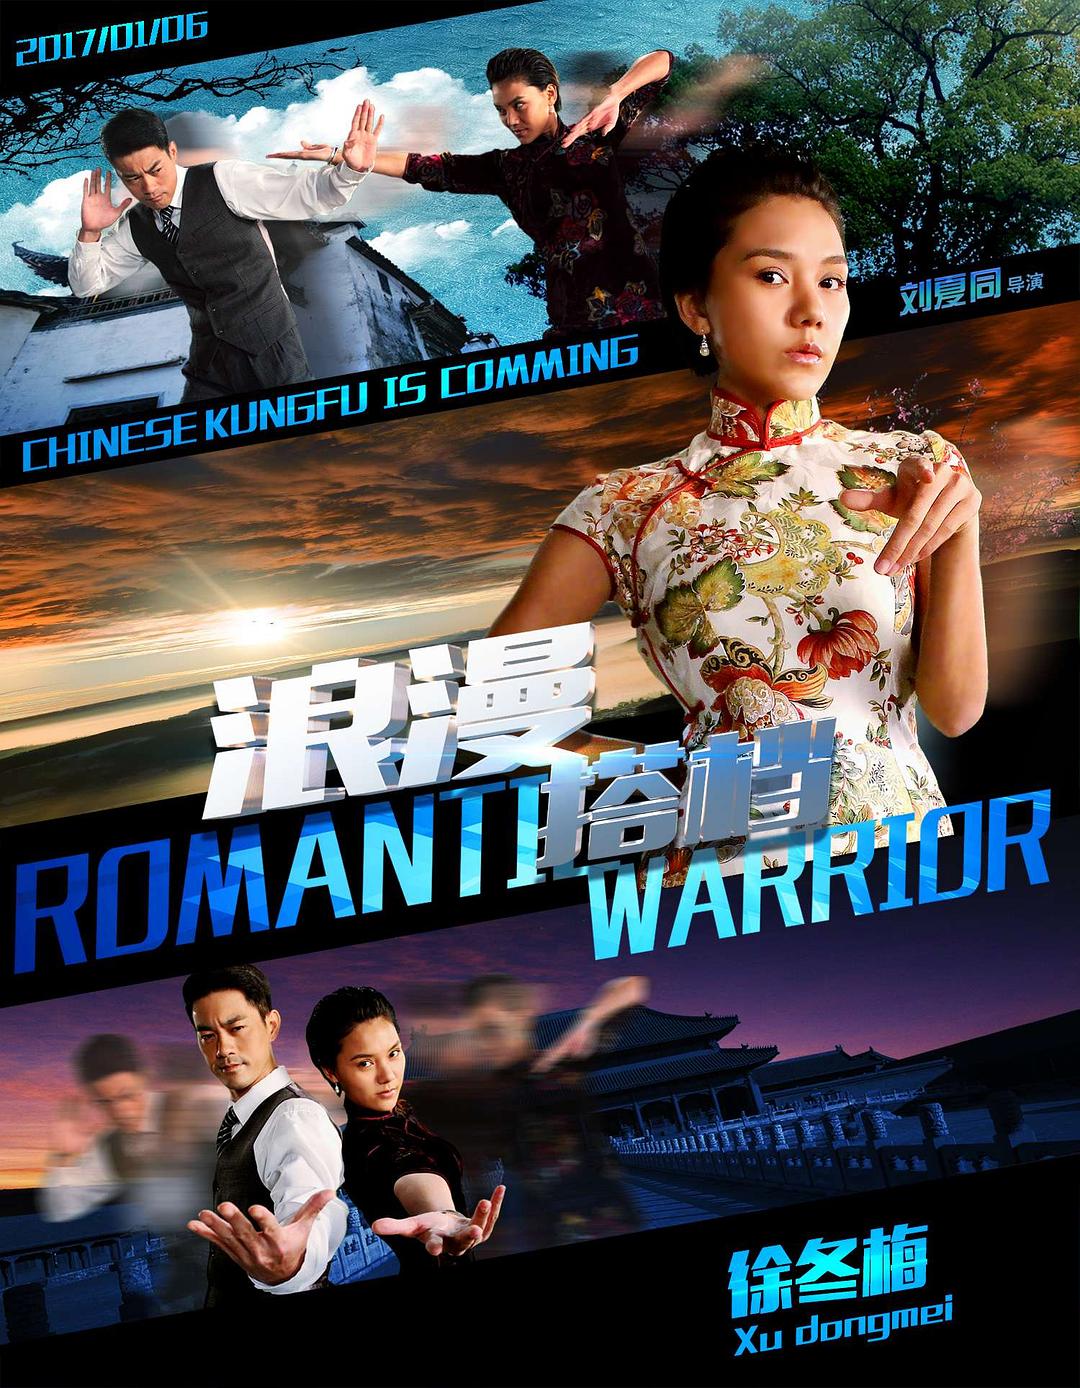 2017/01/06
刘夏同 导演
CHINESE KUNGFU IS COMMING
浪漫
搭档
ROMANTI WARRIOR
徐冬梅
Xu dongmei